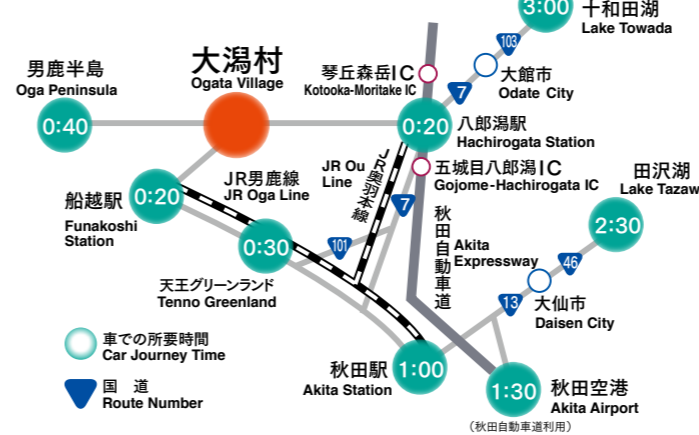 3:00
十和田湖
Lake Towada
103
大館市
Odate City
7
琴丘森岳IC
Kotooka-Moritake IC
男鹿半島
Oga Peninsula
0:40
大潟村
Ogata Village
0:20
八郎潟駅
Hachirogata Station
五城目八郎潟IC
Gojome-Hachirogata IC
田沢湖
Lake Tazaw
2:30
船越駅
Funakoshi
Station
0:20
JR男鹿線
JR Oga Line
JR Ou
Line
JR奥羽本線
7
0:30
101
天王グリーンランド
Tenno Greenland
秋田自動車道
Akita
Expressway
46
13
大仙市
Daisen City
車での所要時間
Car Journey Time
国 道
Route Number
秋田駅
Akita Station
1:00
1:30
秋田空港
Akita Airport
(秋田自動車道利用)